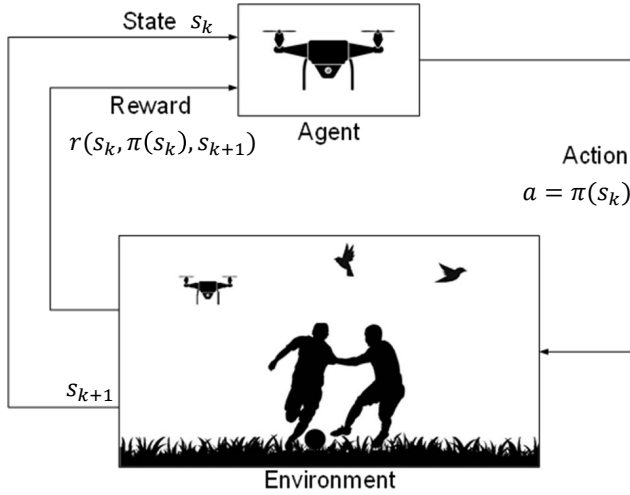 State s_k
Reward
r(s_k, π(s_k), s_{k+1})
Agent
Action
a = π(s_k)
s_{k+1}
Environment